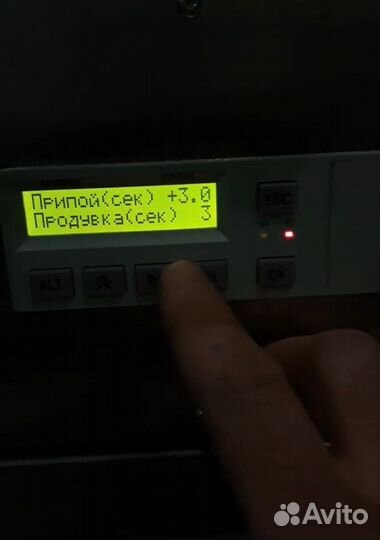 Припой(сек) +3.0
Продувка(сек) 3
ESC
ALT
OK
Avito